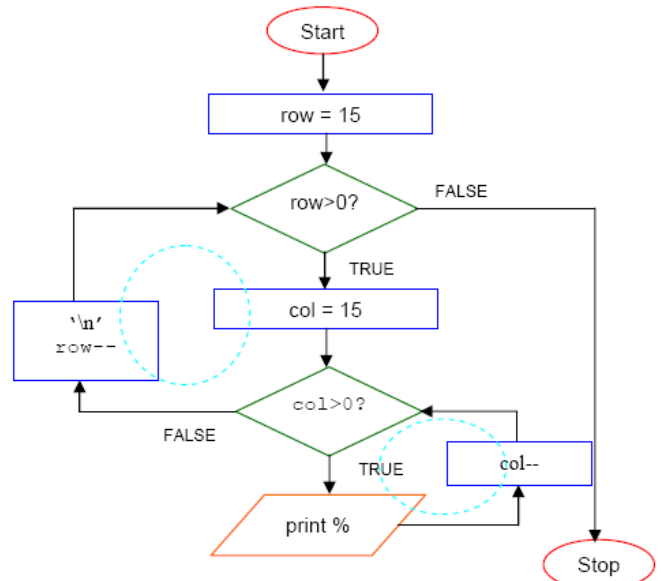 Start
row = 15
row>0?
FALSE
TRUE
col = 15
‘\n’
row--
col>0?
FALSE
TRUE
col--
print %
Stop